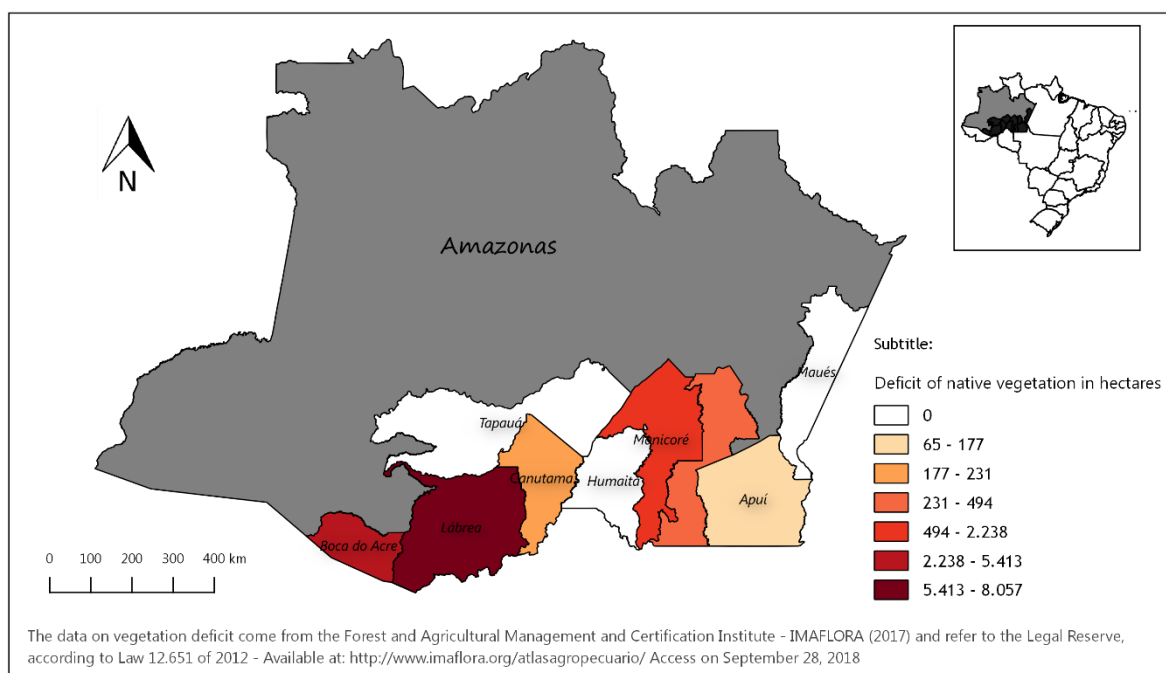 N
Amazonas
Maués
Tapauá
Manicoré
Canutama
Humaitá
Apuí
Lábrea
Boca do Acre
0 100 200 300 400 km
Subtitle:
Deficit of native vegetation in hectares
0
65 - 177
177 - 231
231 - 494
494 - 2.238
2.238 - 5.413
5.413 - 8.057
The data on vegetation deficit come from the Forest and Agricultural Management and Certification Institute - IMAFLORA (2017) and refer to the Legal Reserve,
according to Law 12.651 of 2012 - Available at: http://www.imaflora.org/atlasagropecuario/ Access on September 28, 2018